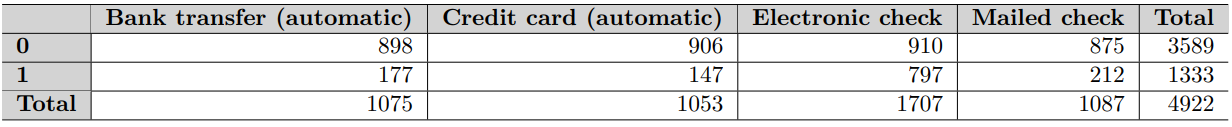 Bank transfer (automatic) Credit card (automatic) Electronic check Mailed check Total
0 898 906 910 875 3589
1 177 147 797 212 1333
Total 1075 1053 1707 1087 4922